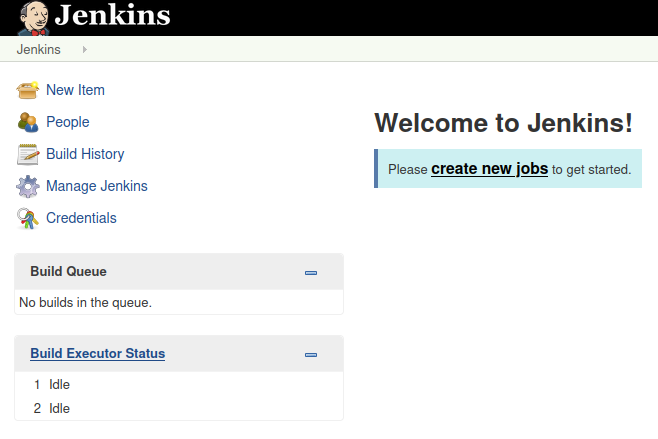 Jenkins
Jenkins
New Item
People
Build History
Manage Jenkins
Credentials
Build Queue
No builds in the queue.
Build Executor Status
1 Idle
2 Idle
Welcome to Jenkins!
Please create new jobs to get started.